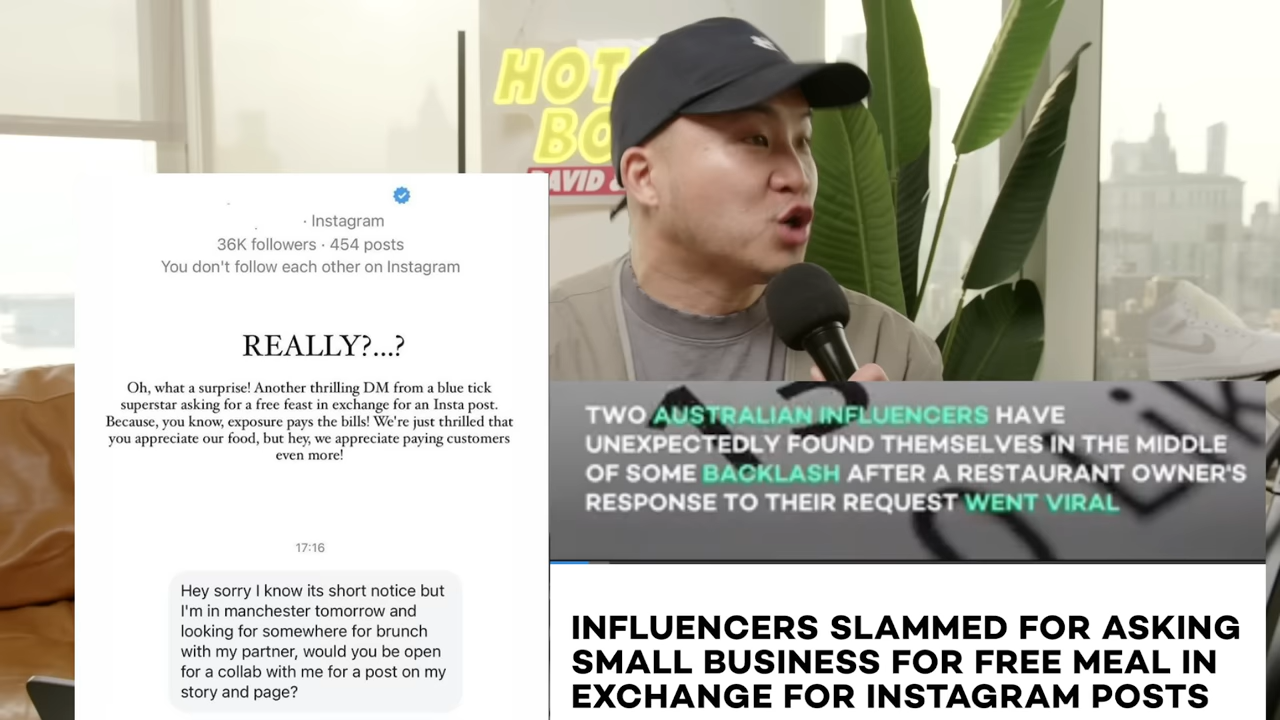 HOT
BO
DAVID &
· Instagram
36K followers · 454 posts
You don't follow each other on Instagram
REALLY?...?
Oh, what a surprise! Another thrilling DM from a blue tick
superstar asking for a free feast in exchange for an Insta post.
Because, you know, exposure pays the bills! We're just thrilled that
you appreciate our food, but hey, we appreciate paying customers
even more!
17:16
Hey sorry I know its short notice but
I'm in manchester tomorrow and
looking for somewhere for brunch
with my partner, would you be open
for a collab with me for a post on my
story and page?
TWO AUSTRALIAN INFLUENCERS HAVE
UNEXPECTEDLY FOUND THEMSELVES IN THE MIDDLE
OF SOME BACKLASH AFTER A RESTAURANT OWNER'S
RESPONSE TO THEIR REQUEST WENT VIRAL
INFLUENCERS SLAMMED FOR ASKING
SMALL BUSINESS FOR FREE MEAL IN
EXCHANGE FOR INSTAGRAM POSTS